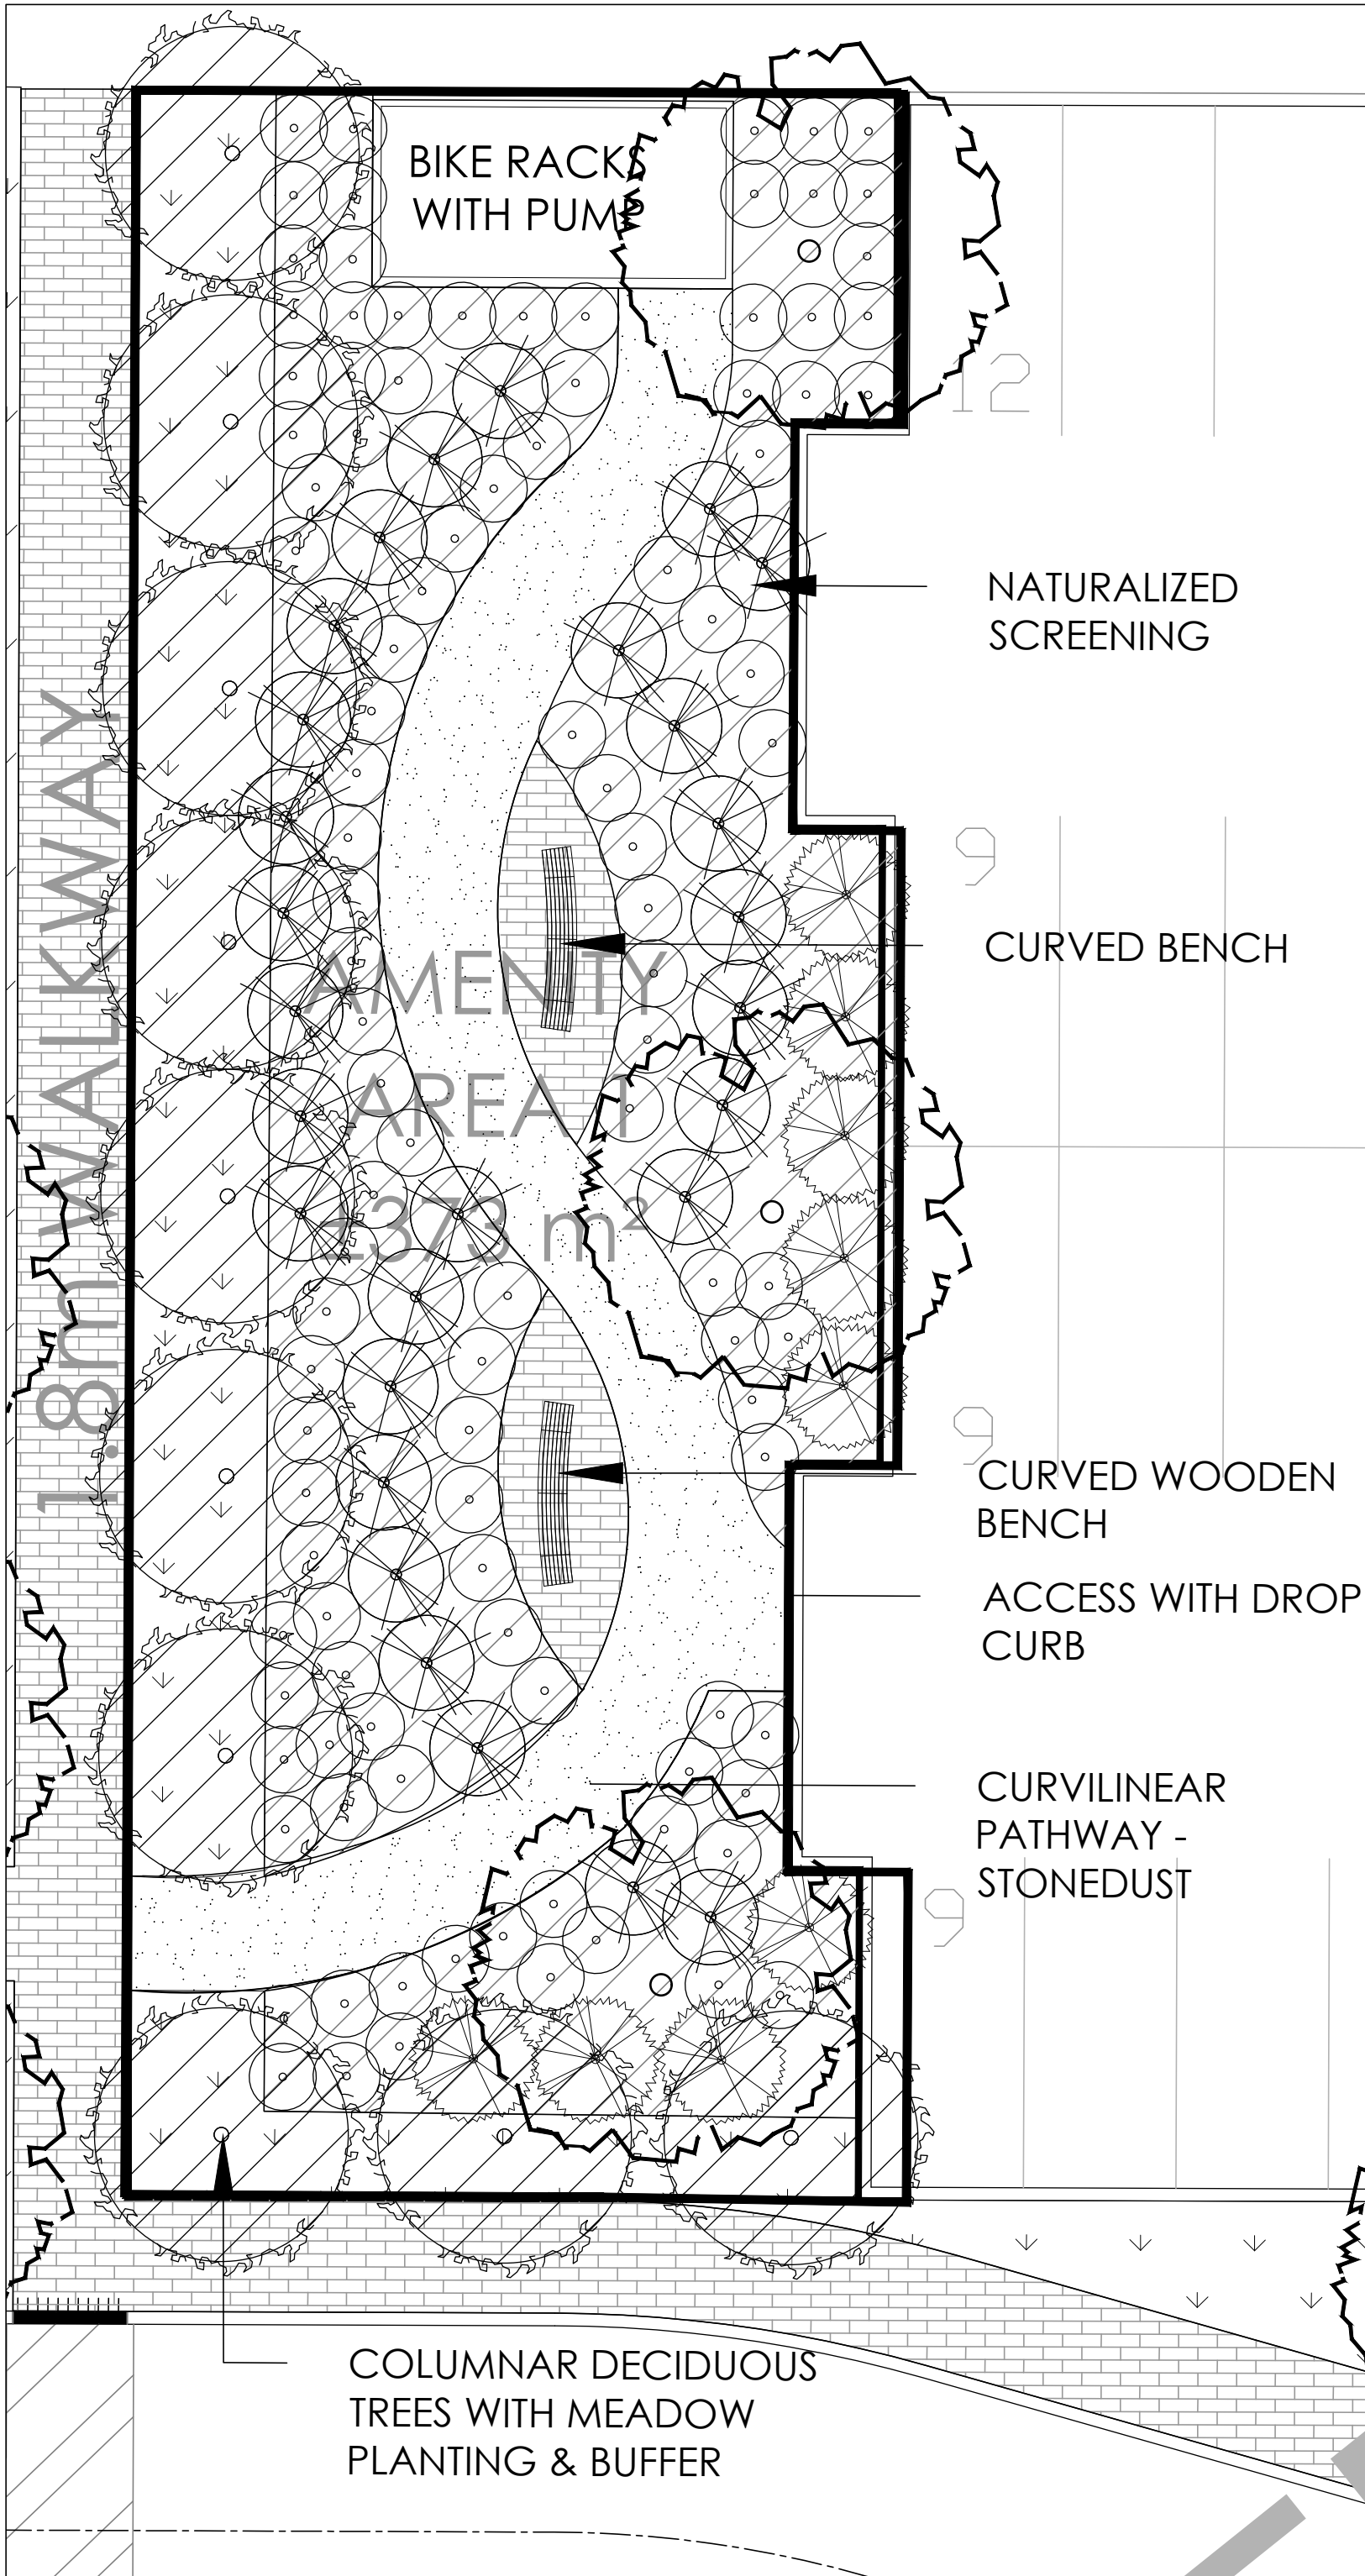 BIKE RACKS
WITH PUMP
12
NATURALIZED
SCREENING
1.8m WALKWAY
9
CURVED BENCH
AMENITY
AREA 1
±373 m²
9
CURVED WOODEN
BENCH
ACCESS WITH DROP
CURB
CURVILINEAR
PATHWAY -
STONEDUST
9
COLUMNAR DECIDUOUS
TREES WITH MEADOW
PLANTING & BUFFER